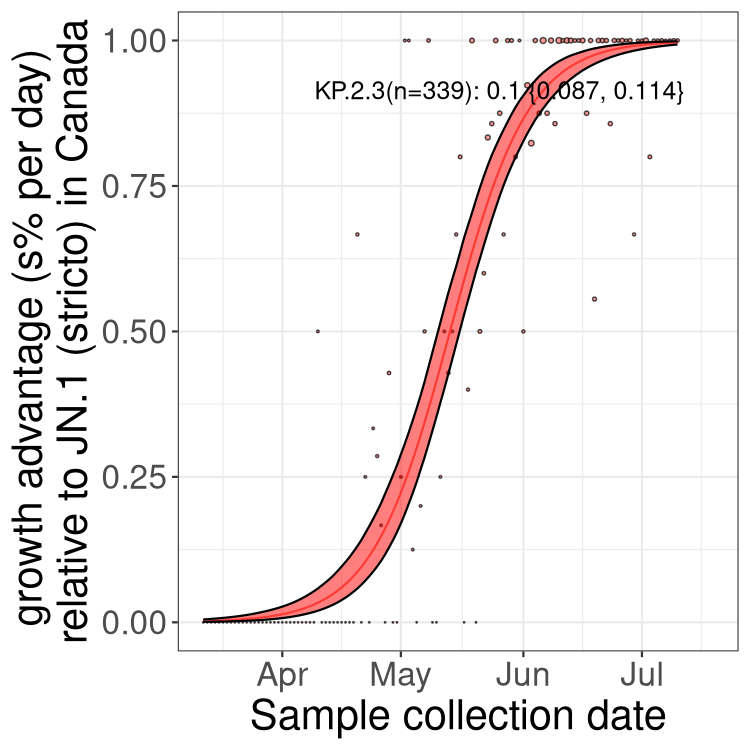 growth advantage (s% per day)
relative to JN.1 (stricto) in Canada
1.00
0.75
0.50
0.25
0.00
KP.2.3(n=339): 0.1 {0.087, 0.114}
Apr May Jun Jul
Sample collection date